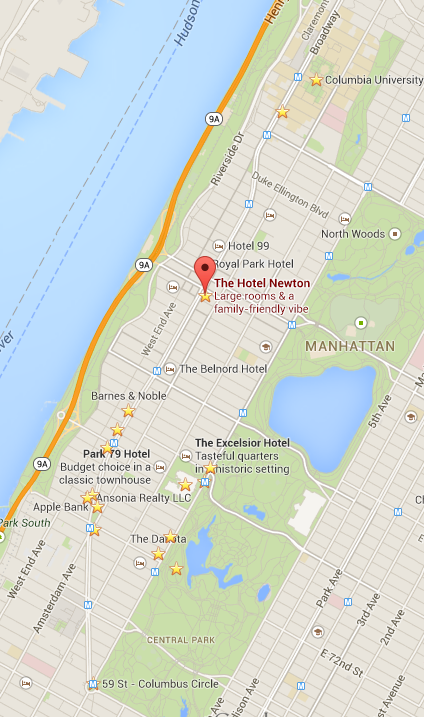 Claremont
Hudson
Henr
Broadway
Columbia University
9A
Riverside Dr
Duke Ellington Blvd
North Woods
Hotel 99
9A
Royal Park Hotel
The Hotel Newton
Large rooms & a
family-friendly vibe
West End Ave
MANHATTAN
The Belnord Hotel
Barnes & Noble
5th Ave
The Excelsior Hotel
Tasteful quarters
in historic setting
Park 79 Hotel
Budget choice in a
classic townhouse
9A
Ansonia Realty LLC
Apple Bank
Park South
The Dakota
West End Ave
Amsterdam Ave
Park Ave
3rd Ave
2nd Ave
CENTRAL PARK
E 72nd St
59 St - Columbus Circle
dison Ave
Avenue